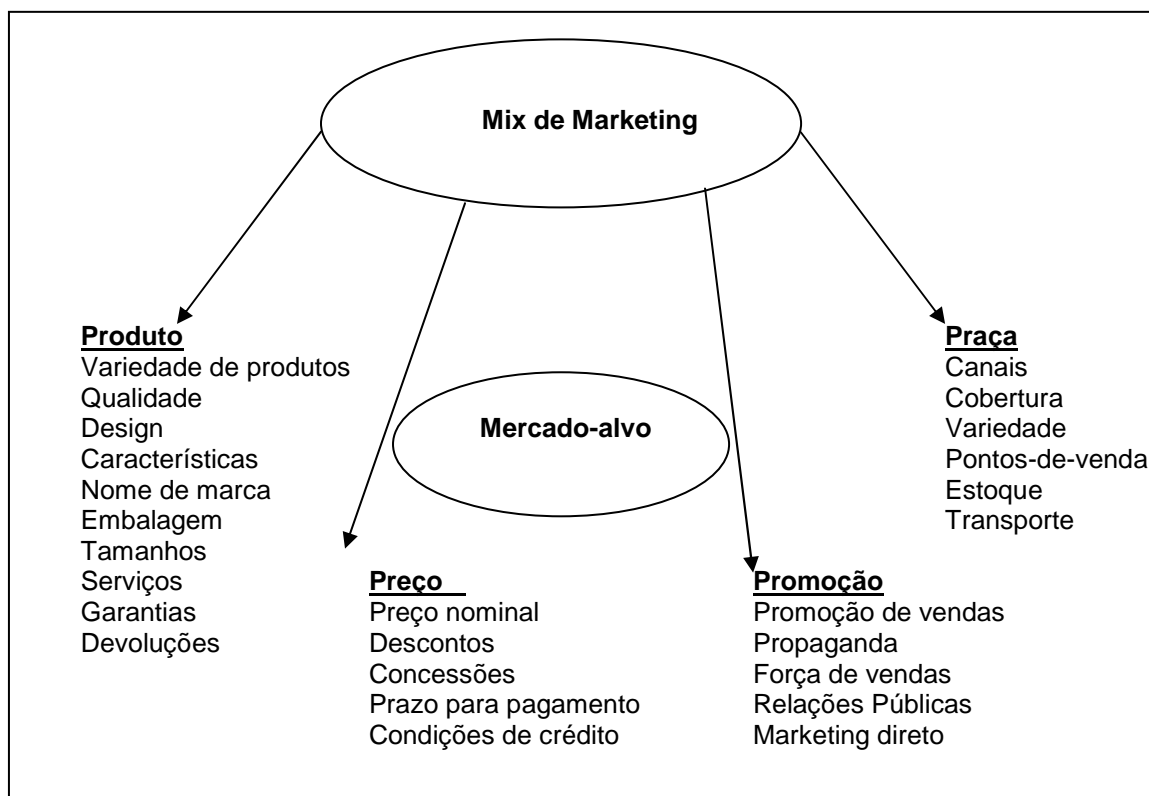 Mix de Marketing
Produto
Variedade de produtos
Qualidade
Design
Características
Nome de marca
Embalagem
Tamanhos
Serviços
Garantias
Devoluções
Mercado-alvo
Praça
Canais
Cobertura
Variedade
Pontos-de-venda
Estoque
Transporte
Preço
Preço nominal
Descontos
Concessões
Prazo para pagamento
Condições de crédito
Promoção
Promoção de vendas
Propaganda
Força de vendas
Relações Públicas
Marketing direto